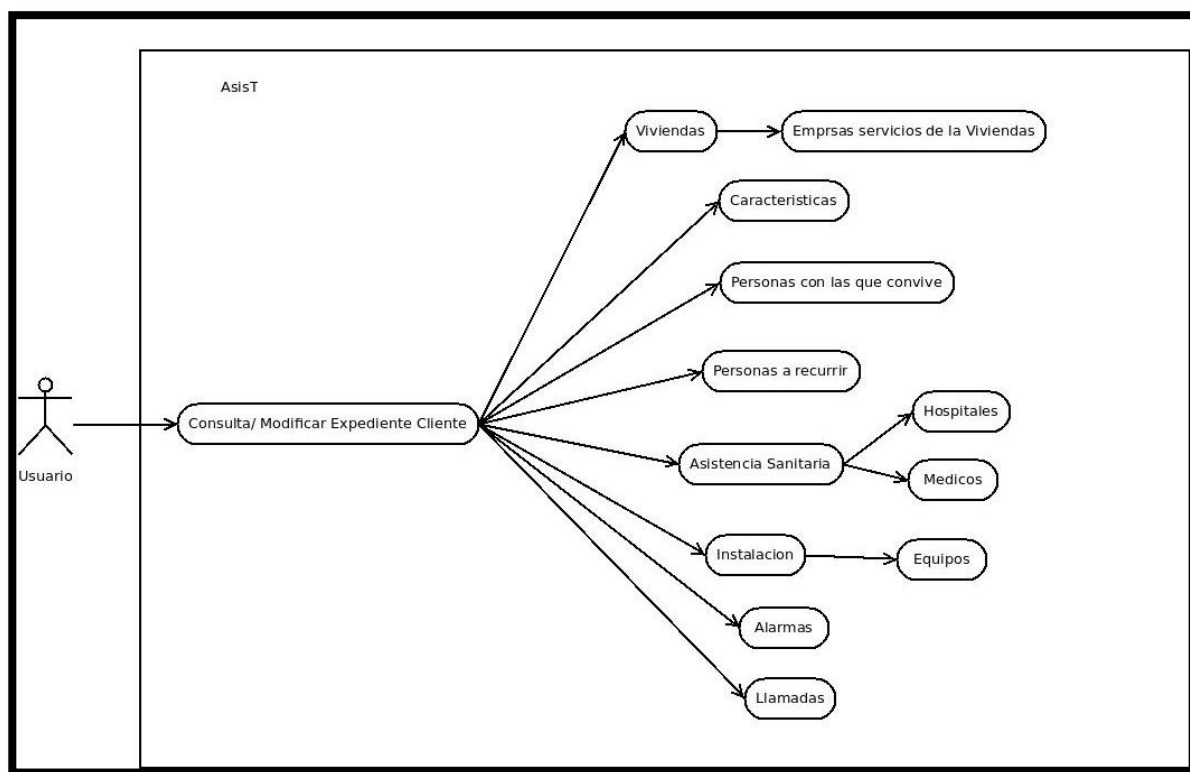 AsisT
Viviendas
Emprsas servicios de la Viviendas
Caracteristicas
Personas con las que convive
Personas a recurrir
Hospitales
Consulta/ Modificar Expediente Cliente
Asistencia Sanitaria
Usuario
Medicos
Instalacion
Equipos
Alarmas
Llamadas